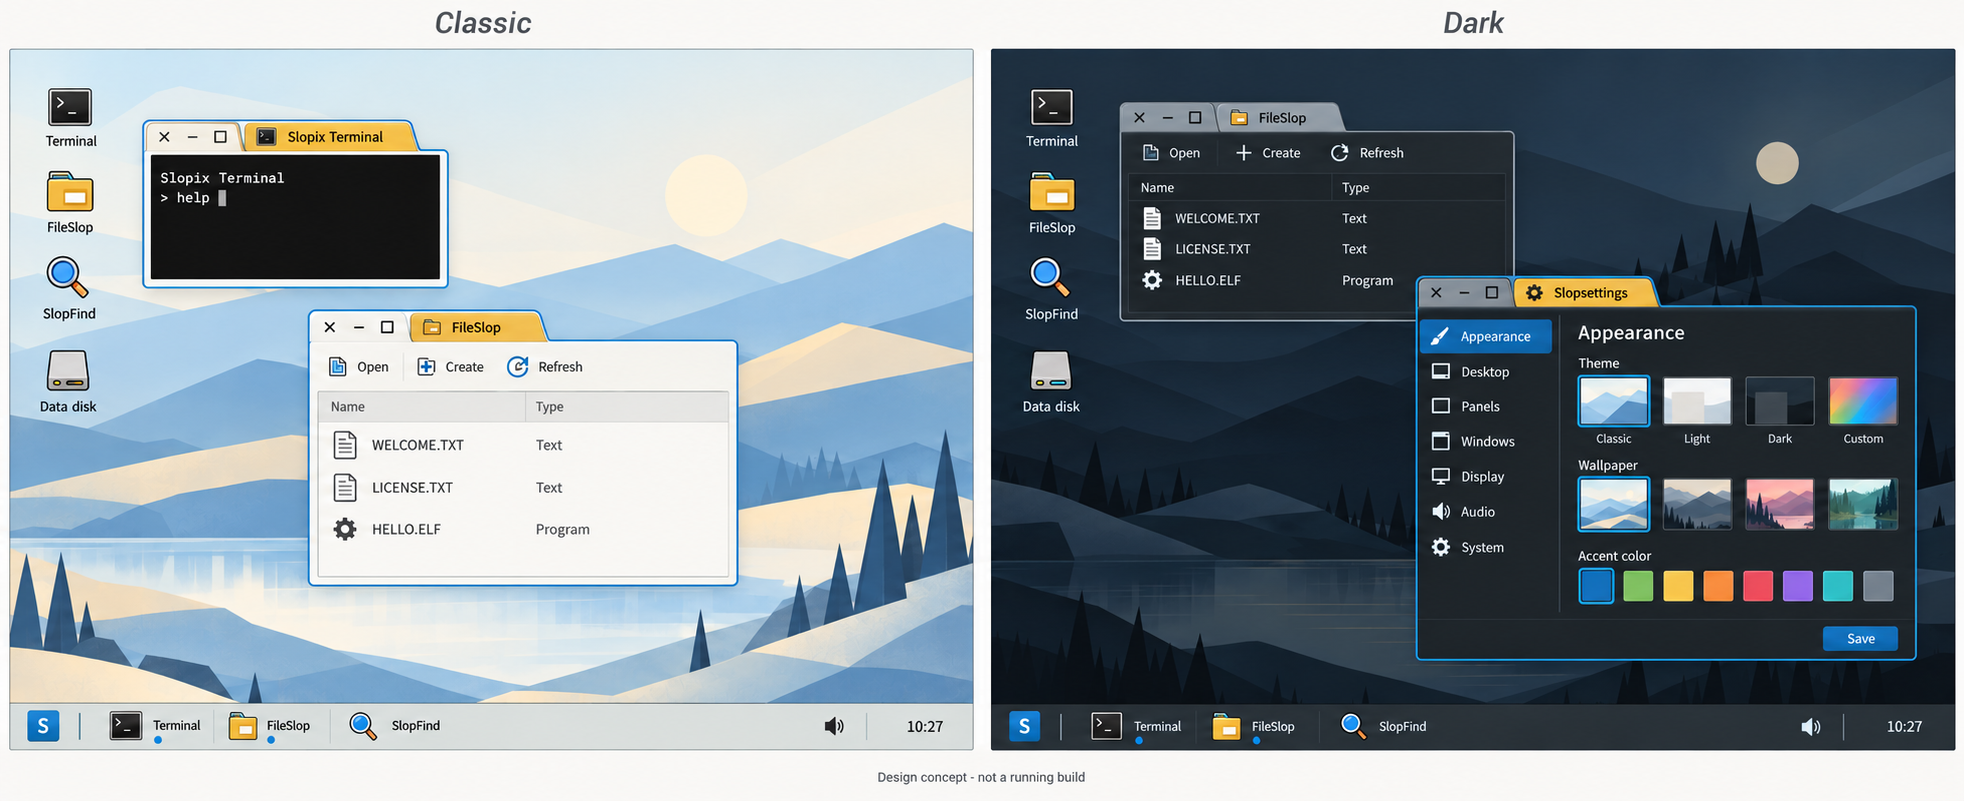 Classic
Terminal
FileSlop
SlopFind
Data disk
Slopix Terminal
Slopix Terminal
> help
FileSlop
Open Create Refresh
Name Type
WELCOME.TXT Text
LICENSE.TXT Text
HELLO.ELF Program
S Terminal FileSlop SlopFind 10:27
Dark
Terminal
FileSlop
SlopFind
Data disk
FileSlop
Open Create Refresh
Name Type
WELCOME.TXT Text
LICENSE.TXT Text
HELLO.ELF Program
Slopsettings
Appearance
Desktop
Panels
Windows
Display
Audio
System
Appearance
Theme
Classic Light Dark Custom
Wallpaper
Accent color
Save
S Terminal FileSlop SlopFind 10:27
Design concept - not a running build